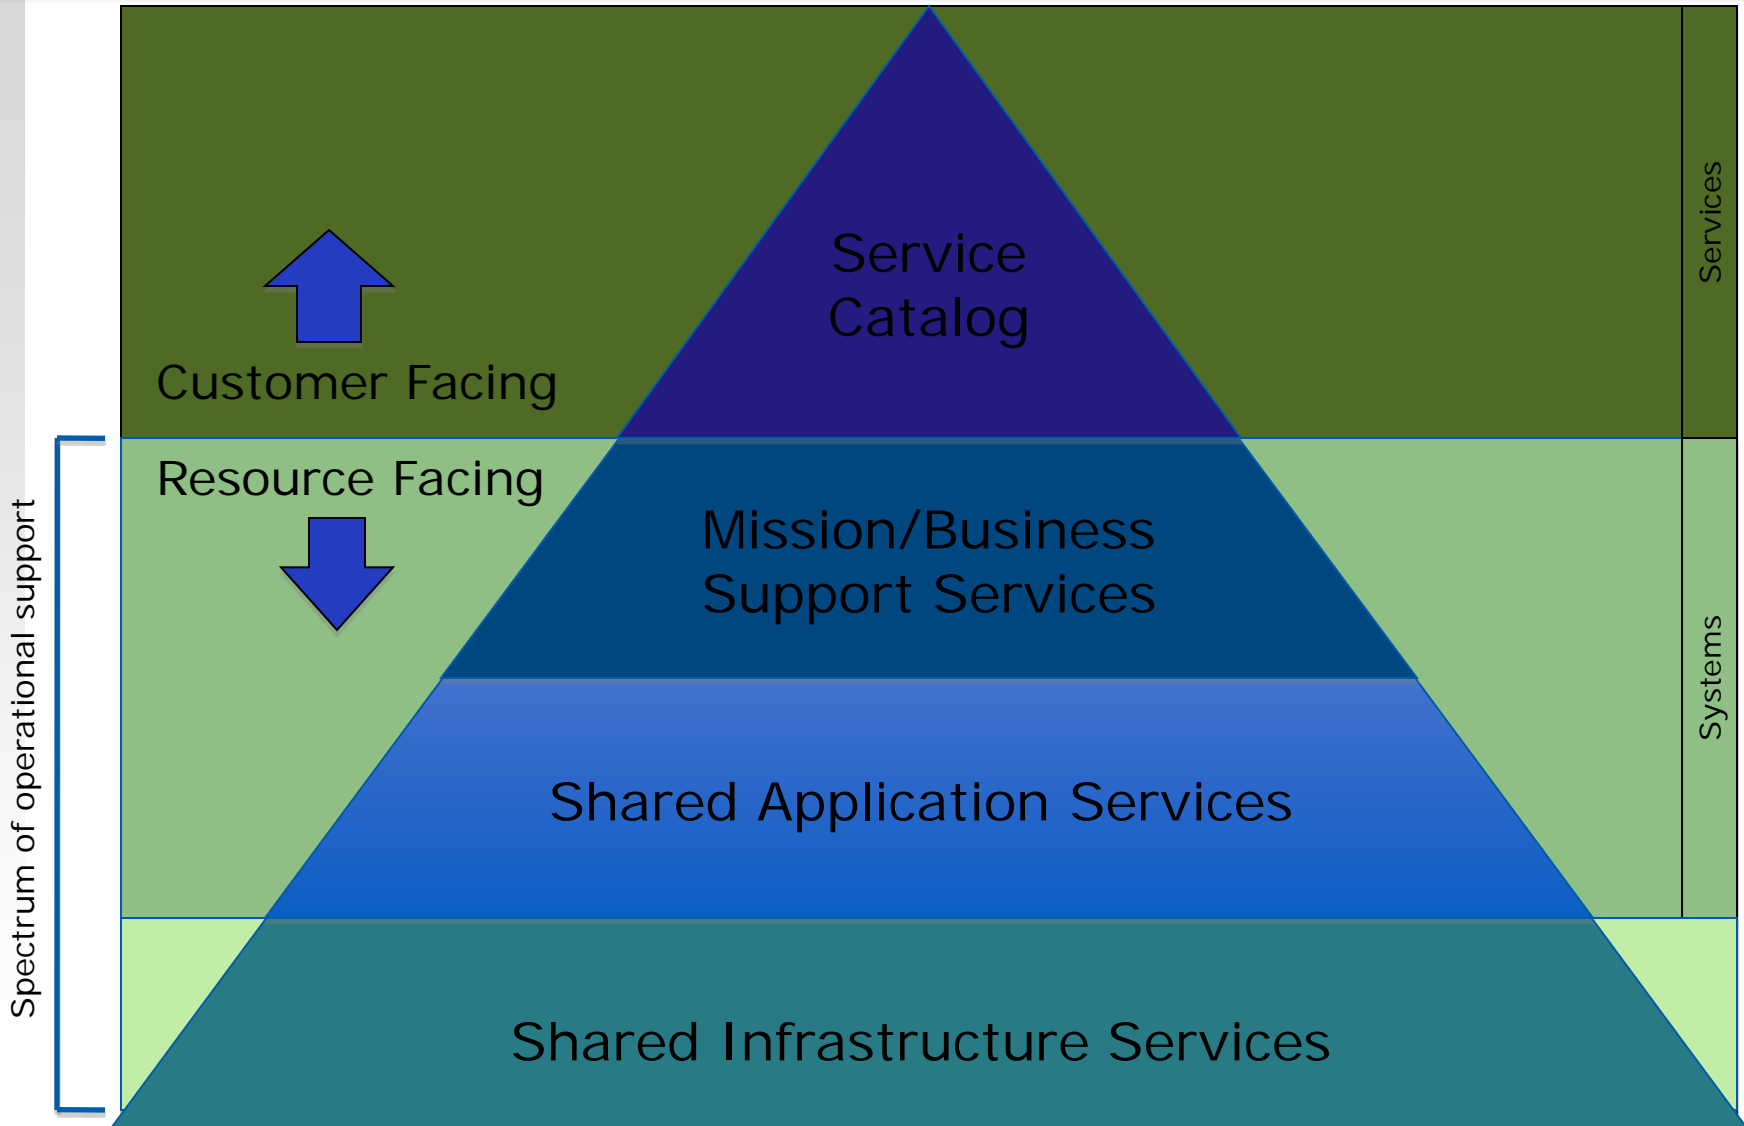 Service
Catalog
Services
Customer Facing
Resource Facing
Mission/Business
Support Services
Systems
Spectrum of operational support
Shared Application Services
Shared Infrastructure Services